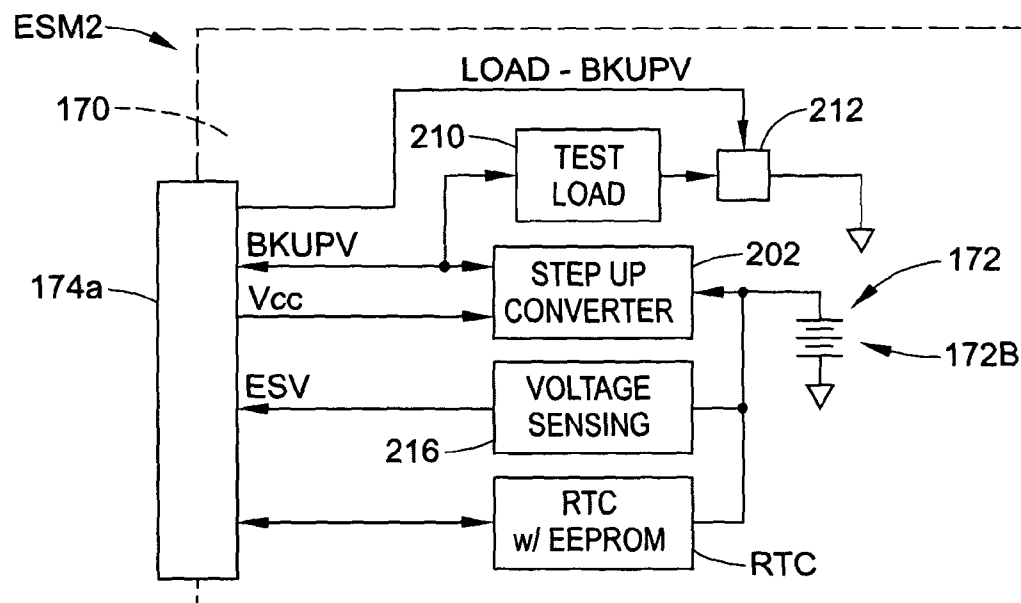 ESM2
LOAD - BKUPV
170
212
210
TEST
LOAD
BKUPV
202
STEP UP
CONVERTER
172
174a
Vcc
172B
ESV
VOLTAGE
SENSING
216
RTC
w/ EEPROM
RTC